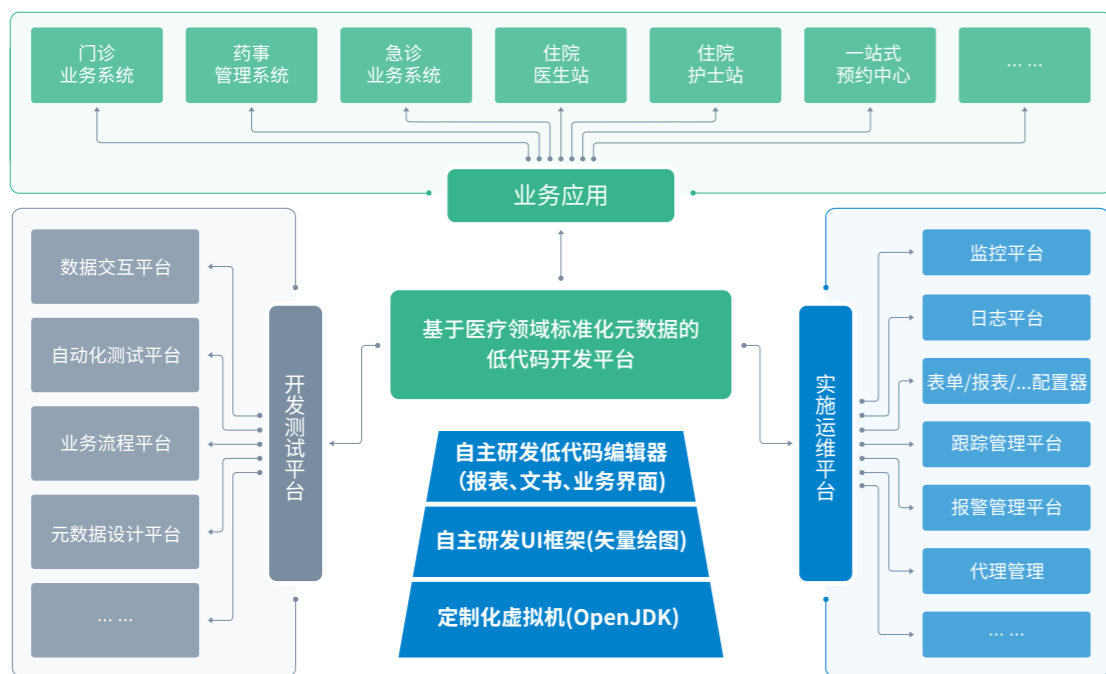 门诊
业务系统
药事
管理系统
急诊
业务系统
住院
医生站
住院
护士站
一站式
预约中心
... ...
业务应用
数据交互平台
自动化测试平台
业务流程平台
元数据设计平台
... ...
开发测试平台
基于医疗领域标准化元数据的
低代码开发平台
自主研发低代码编辑器
(报表、文书、业务界面)
自主研发UI框架(矢量绘图)
定制化虚拟机(OpenJDK)
实施运维平台
监控平台
日志平台
表单/报表/...配置器
跟踪管理平台
报警管理平台
代理管理
... ...